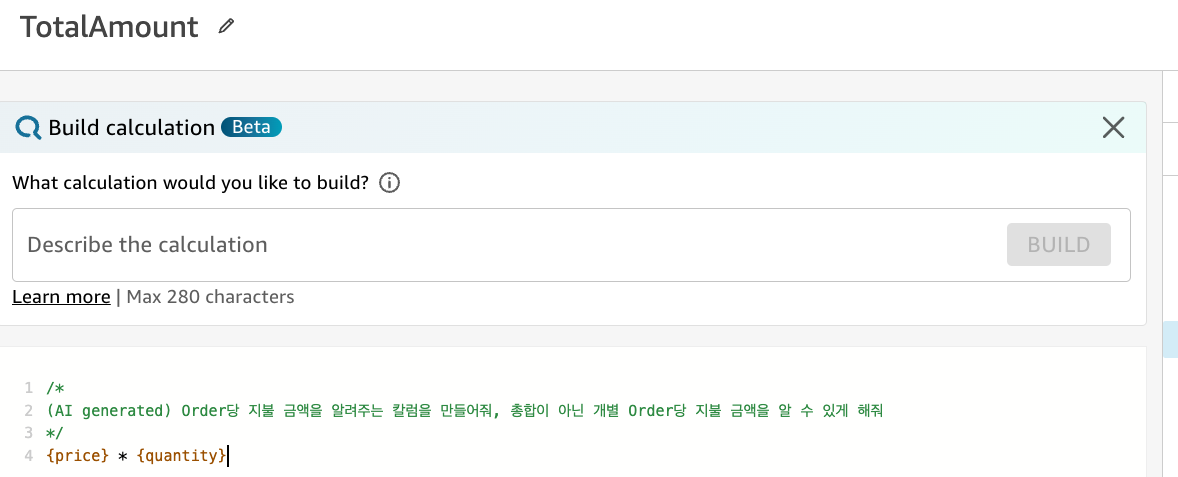 TotalAmount
Build calculation Beta
What calculation would you like to build?
Describe the calculation
BUILD
Learn more | Max 280 characters
1 /*
2 (AI generated) Order당 지불 금액을 알려주는 칼럼을 만들어줘, 총합이 아닌 개별 Order당 지불 금액을 알 수 있게 해줘
3 */
4 {price} * {quantity}